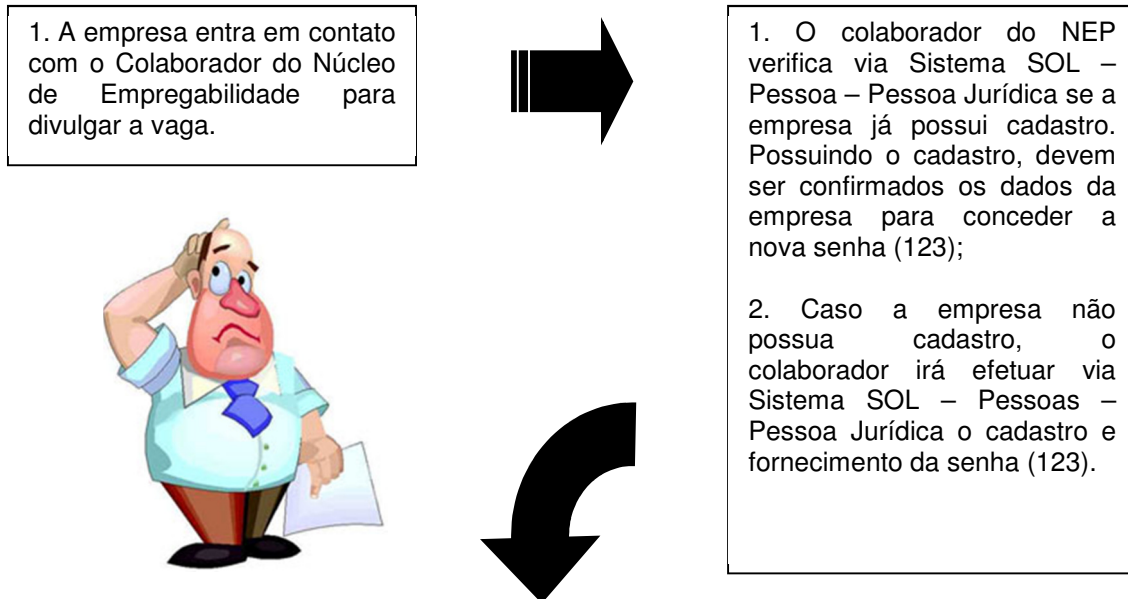 1. A empresa entra em contato
com o Colaborador do Núcleo
de Empregabilidade para
divulgar a vaga.
1. O colaborador do NEP
verifica via Sistema SOL –
Pessoa – Pessoa Jurídica se a
empresa já possui cadastro.
Possuindo o cadastro, devem
ser confirmados os dados da
empresa para conceder a
nova senha (123);
2. Caso a empresa não
possua cadastro, o
colaborador irá efetuar via
Sistema SOL – Pessoas –
Pessoa Jurídica o cadastro e
fornecimento da senha (123).